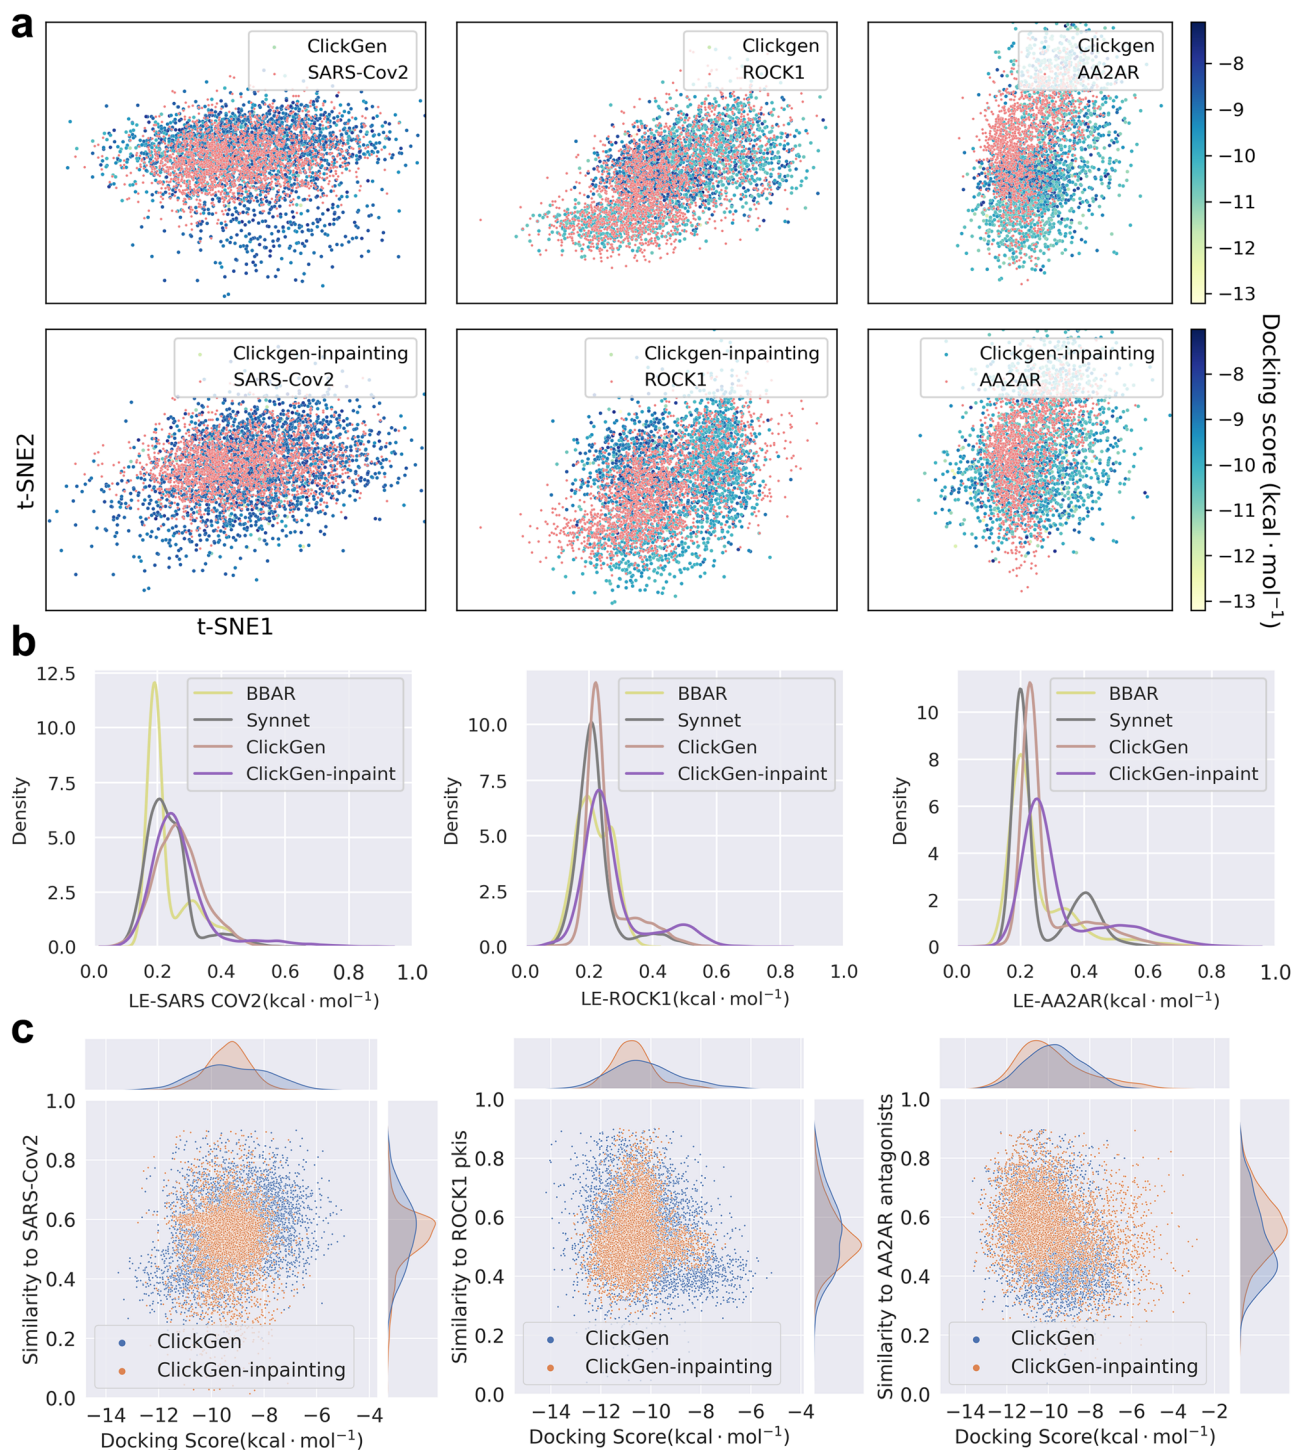 a
ClickGen
SARS-Cov2
Clickgen
ROCK1
Clickgen
AA2AR
−8
−9
−10
−11
−12
−13
Clickgen-inpainting
SARS-Cov2
Clickgen-inpainting
ROCK1
Clickgen-inpainting
AA2AR
−8
−9
−10
−11
−12
−13
Docking score (kcal · mol⁻¹)
t-SNE2
t-SNE1
b
12.5
10.0
7.5
5.0
2.5
0.0
Density
BBAR
Synnet
ClickGen
ClickGen-inpaint
0.0 0.2 0.4 0.6 0.8 1.0
LE-SARS COV2(kcal · mol⁻¹)
10.0
7.5
5.0
2.5
0.0
Density
BBAR
Synnet
ClickGen
ClickGen-inpaint
0.0 0.2 0.4 0.6 0.8 1.0
LE-ROCK1(kcal · mol⁻¹)
10
8
6
4
2
0
Density
BBAR
Synnet
ClickGen
ClickGen-inpaint
0.0 0.2 0.4 0.6 0.8 1.0
LE-AA2AR(kcal · mol⁻¹)
c
1.0
0.8
0.6
0.4
0.2
0.0
Similarity to SARS-Cov2
ClickGen
ClickGen-inpainting
−14 −12 −10 −8 −6 −4
Docking Score(kcal · mol⁻¹)
1.0
0.8
0.6
0.4
0.2
0.0
Similarity to ROCK1 pkis
ClickGen
ClickGen-inpainting
−14 −12 −10 −8 −6 −4
Docking Score(kcal · mol⁻¹)
1.0
0.8
0.6
0.4
0.2
0.0
Similarity to AA2AR antagonists
ClickGen
ClickGen-inpainting
−14 −12 −10 −8 −6 −4 −2
Docking Score(kcal · mol⁻¹)